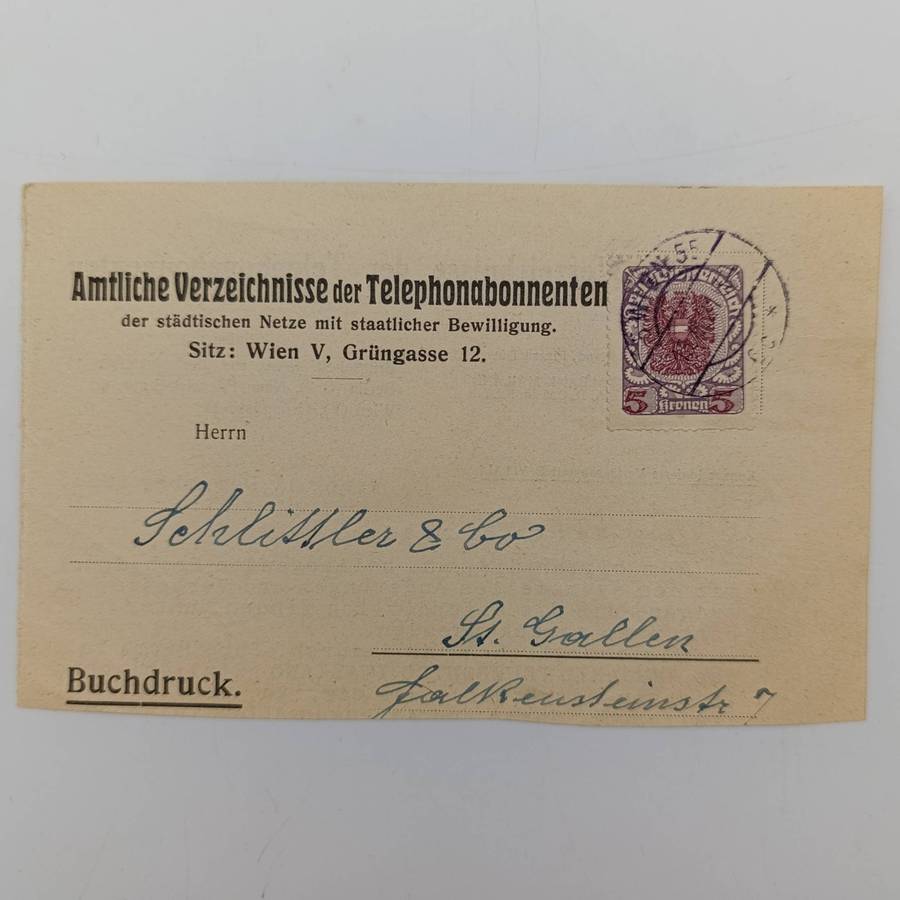 Amtliche Verzeichnisse der Telephonabonnenten
der städtischen Netze mit staatlicher Bewilligung.
Sitz: Wien V, Grüngasse 12.
Herrn
Schlittler & Co
St. Gallen
Falkensteinstr 7
Buchdruck.
5 Kronen 5